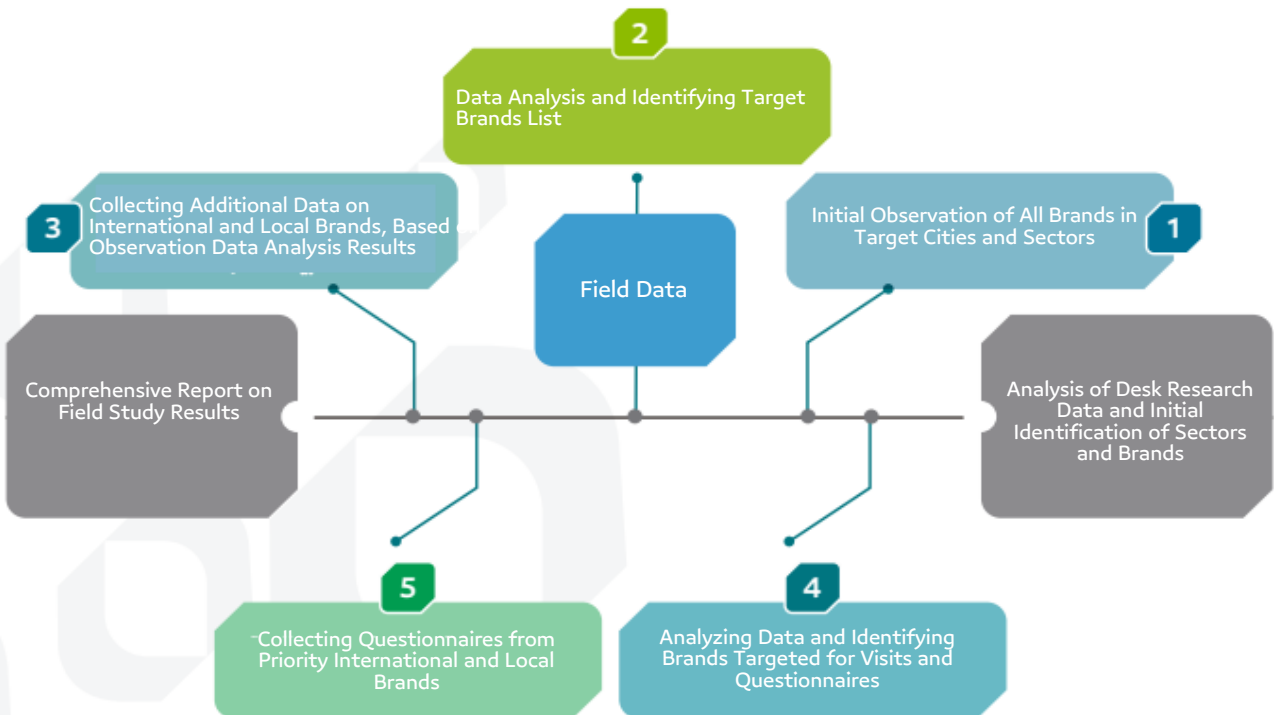 2
Data Analysis and Identifying Target
Brands List
3
Collecting Additional Data on
International and Local Brands, Based on
Observation Data Analysis Results
Initial Observation of All Brands in
Target Cities and Sectors
1
Field Data
Comprehensive Report on
Field Study Results
Analysis of Desk Research
Data and Initial
Identification of Sectors
and Brands
5
Collecting Questionnaires from
Priority International and Local
Brands
4
Analyzing Data and Identifying
Brands Targeted for Visits and
Questionnaires